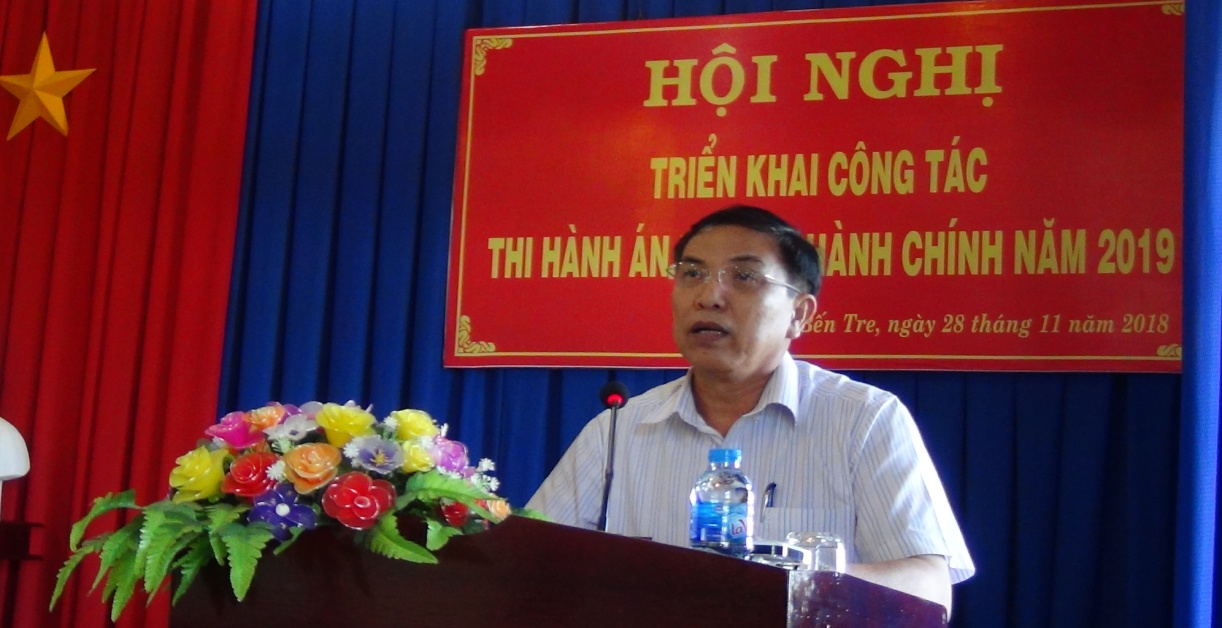 HỘI NGHỊ
TRIỂN KHAI CÔNG TÁC
THI HÀNH ÁN HÀNH CHÍNH NĂM 2019
Bến Tre, ngày 28 tháng 11 năm 2018